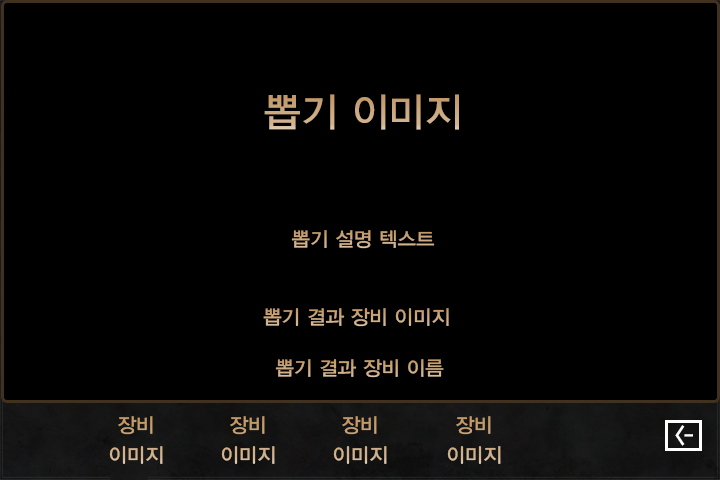 뽑기 이미지
뽑기 설명 텍스트
뽑기 결과 장비 이미지
뽑기 결과 장비 이름
장비 이미지
장비 이미지
장비 이미지
장비 이미지